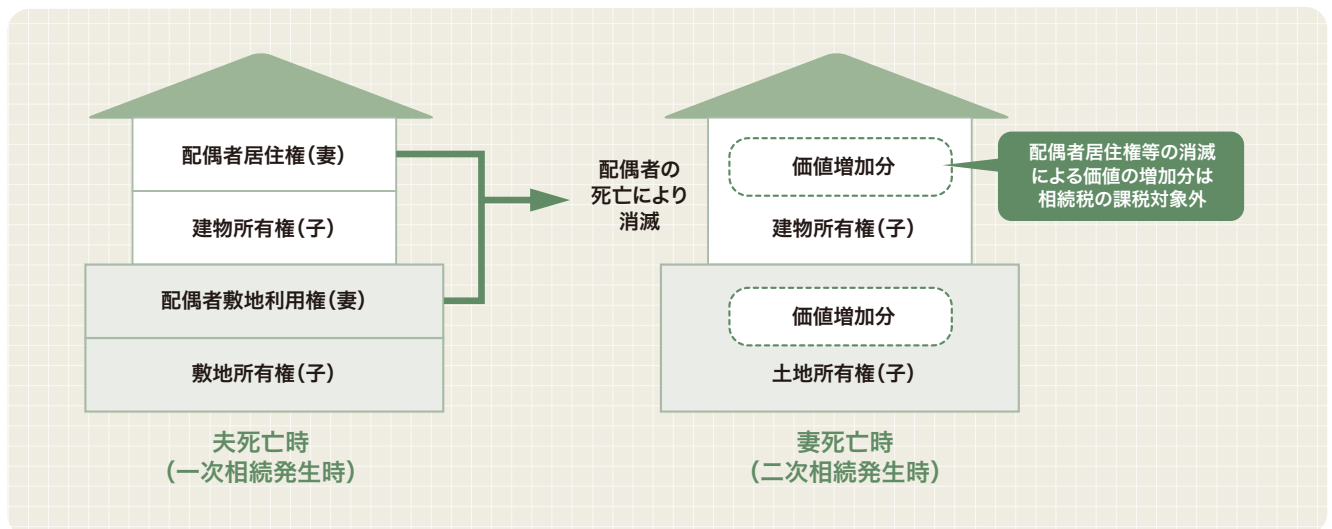 配偶者居住権（妻）
建物所有権（子）
配偶者敷地利用権（妻）
敷地所有権（子）
夫死亡時
（一次相続発生時）
配偶者の
死亡により
消滅
価値増加分
建物所有権（子）
価値増加分
土地所有権（子）
妻死亡時
（二次相続発生時）
配偶者居住権等の消滅
による価値の増加分は
相続税の課税対象外